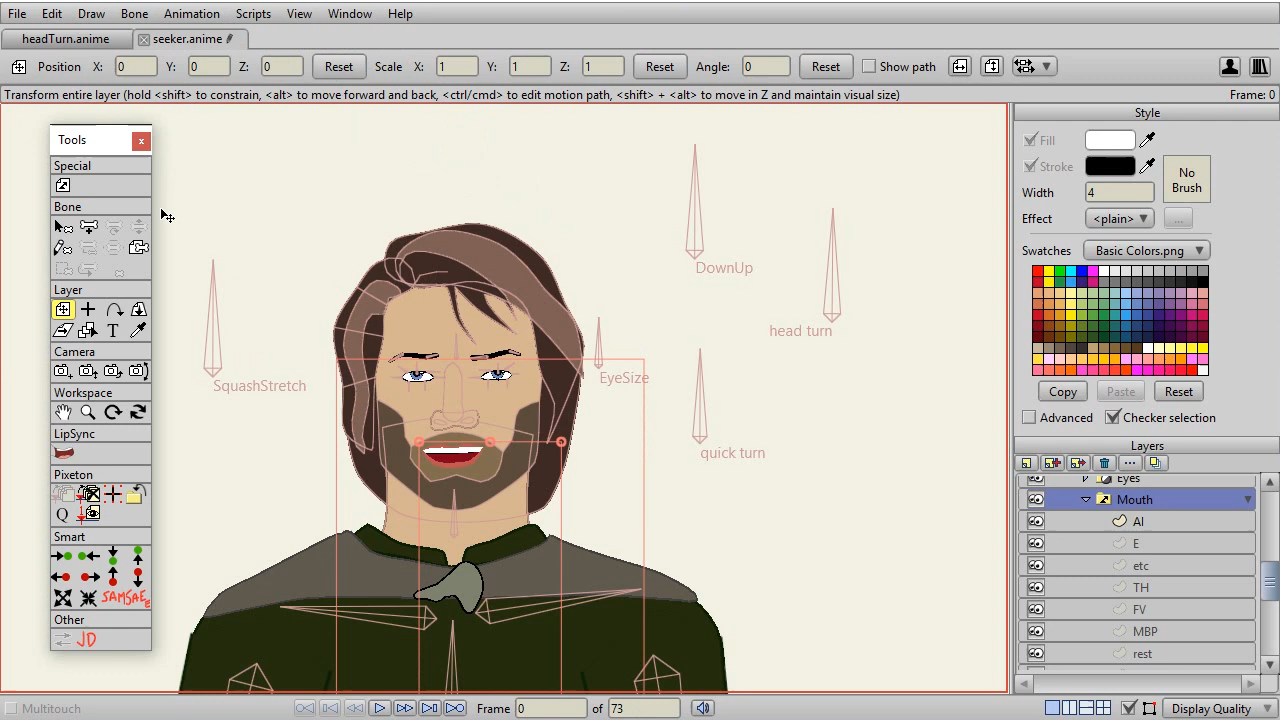 File Edit Draw Bone Animation Scripts View Window Help
headTurn.anime seeker.anime
Position X: 0 Y: 0 Z: 0 Reset Scale X: 1 Y: 1 Z: 1 Reset Angle: 0 Reset Show path
Transform entire layer (hold <shift> to constrain, <alt> to move forward and back, <ctrl/cmd> to edit motion path, <shift> + <alt> to move in Z and maintain visual size) Frame: 0
Tools x
Special
Bone
Layer
T
Camera
Workspace
LipSync
Pixeton
Q
Smart
SAMSAE
Other
JD
DownUp
head turn
SquashStretch
EyeSize
quick turn
Style
Fill
Stroke
No
Brush
Width 4
Effect <plain> ...
Swatches Basic Colors.png
Copy Paste Reset
Advanced Checker selection
Layers
Eyes
Mouth
AI
E
etc
TH
FV
MBP
rest
Multitouch Frame 0 of 73 Display Quality